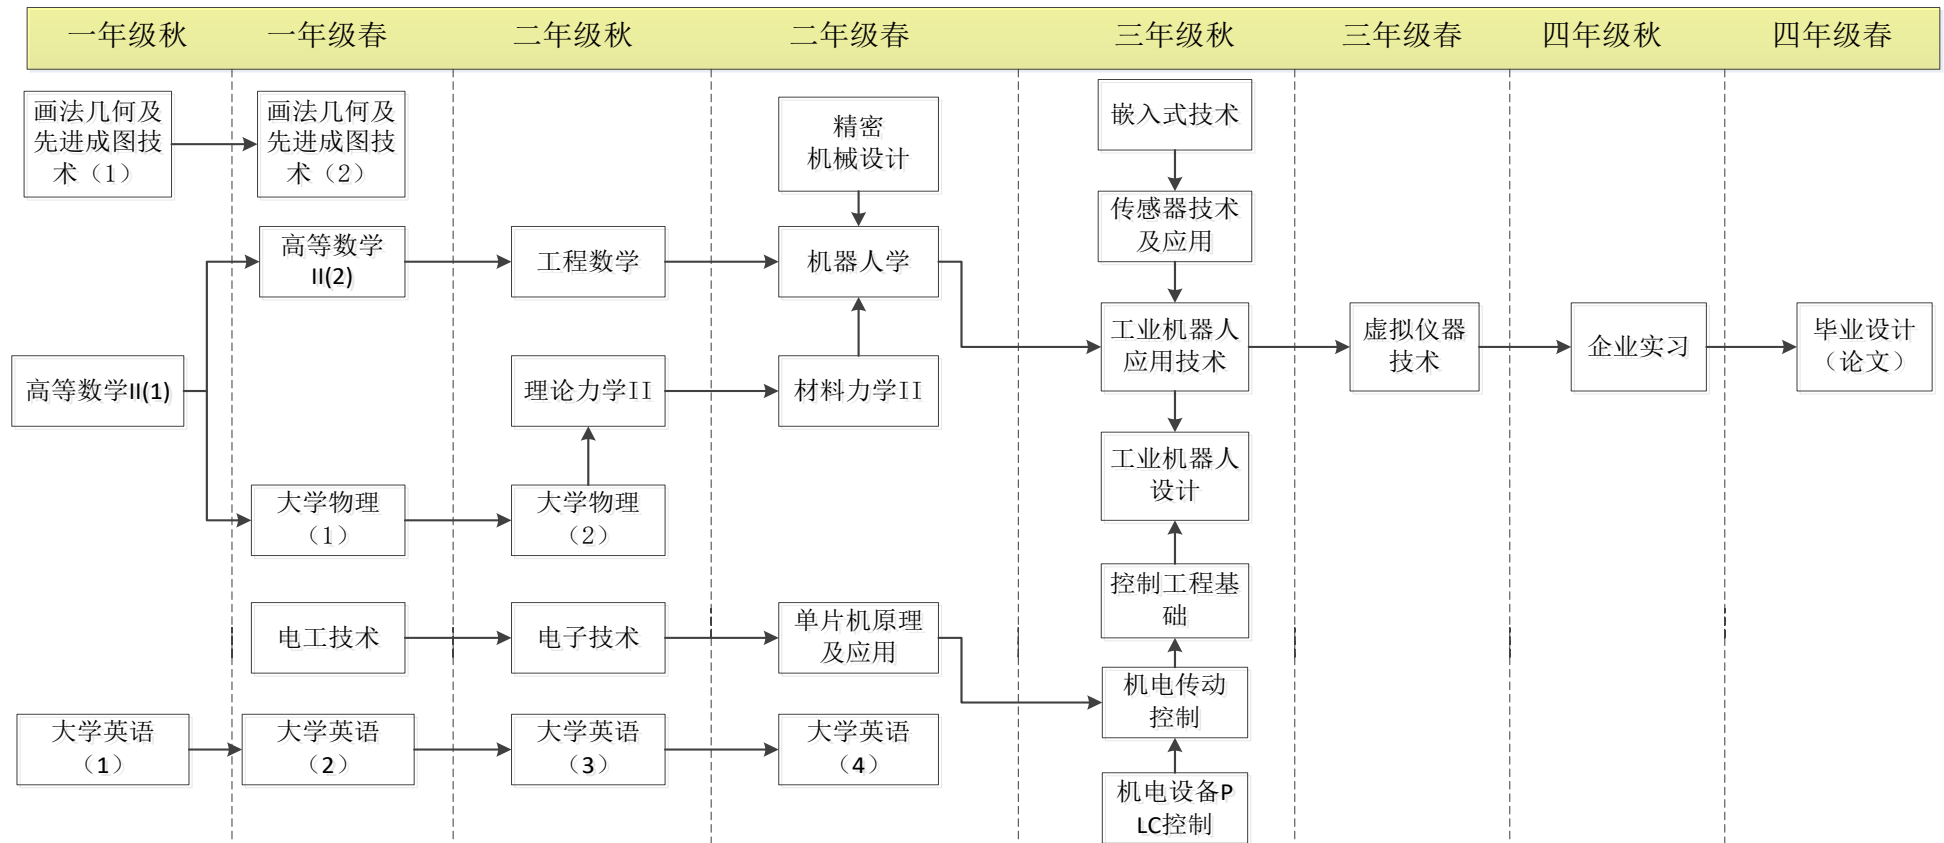 一年级秋 一年级春 二年级秋 二年级春 三年级秋 三年级春 四年级秋 四年级春
画法几何及
先进成图技
术（1）
画法几何及
先进成图技
术（2）
精密
机械设计
嵌入式技术
传感器技术
及应用
高等数学
II(2)
工程数学
机器人学
高等数学II(1)
理论力学II
材料力学II
工业机器人
应用技术
虚拟仪器
技术
企业实习
毕业设计
（论文）
工业机器人
设计
大学物理
（1）
大学物理
（2）
控制工程基
础
电工技术
电子技术
单片机原理
及应用
机电传动
控制
大学英语
（1）
大学英语
（2）
大学英语
（3）
大学英语
（4）
机电设备P
LC控制